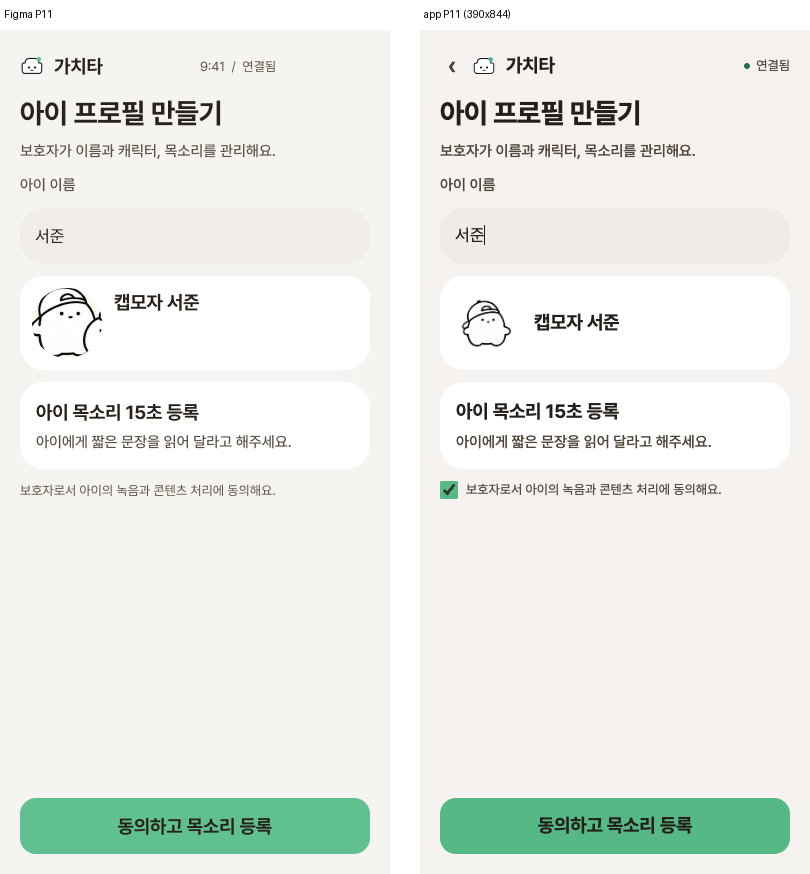 Figma P11
가치타
9:41 / 연결됨
아이 프로필 만들기
보호자가 이름과 캐릭터, 목소리를 관리해요.
아이 이름
서준
캡모자 서준
아이 목소리 15초 등록
아이에게 짧은 문장을 읽어 달라고 해주세요.
보호자로서 아이의 녹음과 콘텐츠 처리에 동의해요.
동의하고 목소리 등록
app P11 (390x844)
가치타
연결됨
아이 프로필 만들기
보호자가 이름과 캐릭터, 목소리를 관리해요.
아이 이름
서준
캡모자 서준
아이 목소리 15초 등록
아이에게 짧은 문장을 읽어 달라고 해주세요.
보호자로서 아이의 녹음과 콘텐츠 처리에 동의해요.
동의하고 목소리 등록